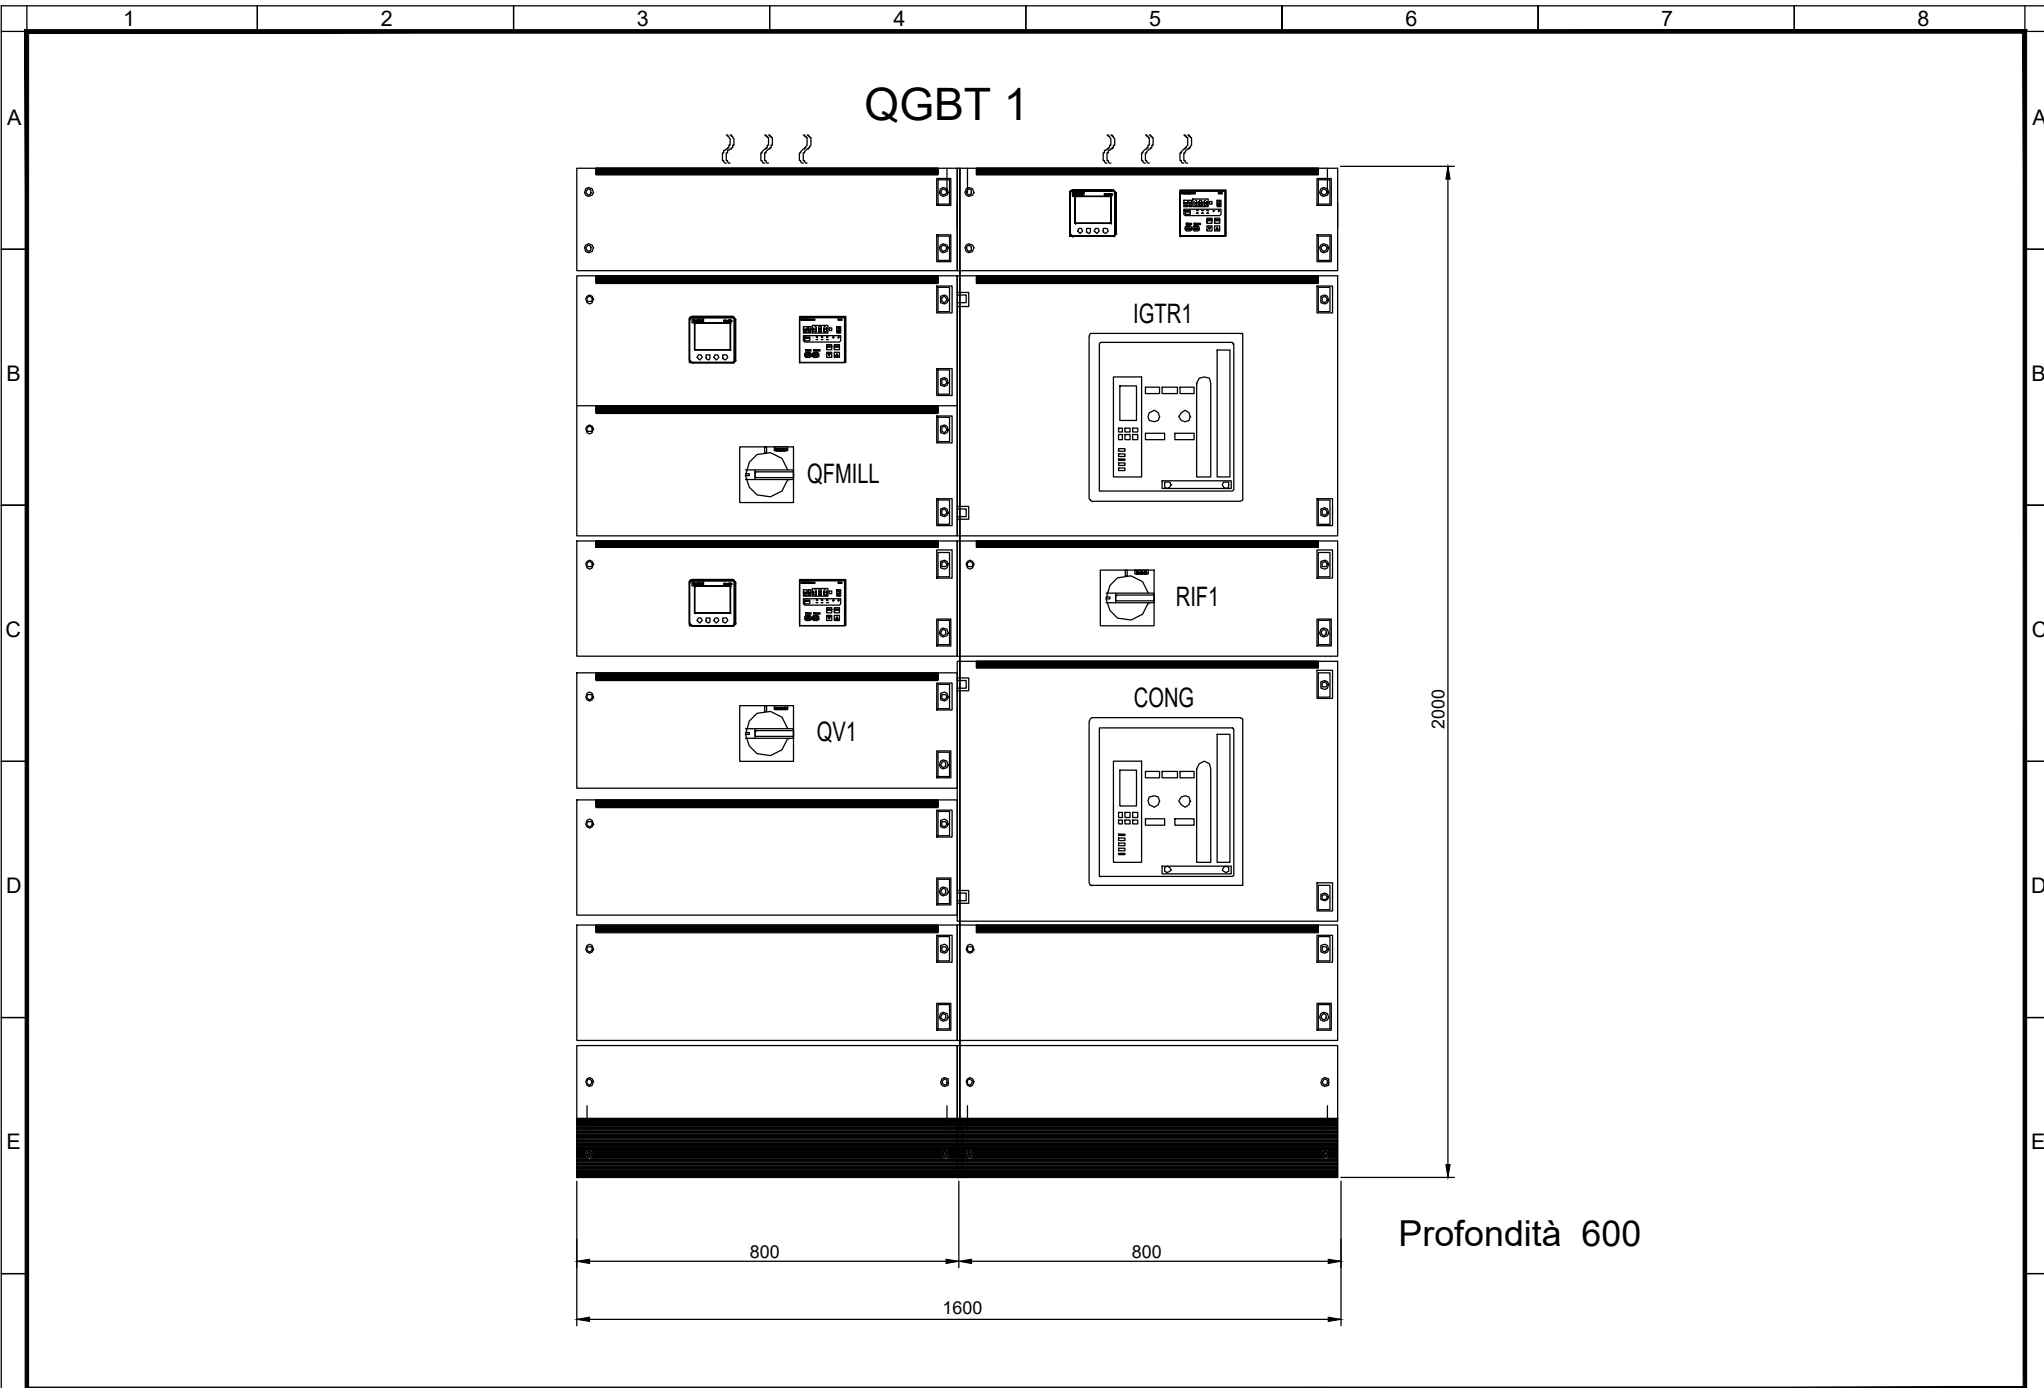 1 2 3 4 5 6 7 8
QGBT 1
A A
IGTR1
B B
QFMILL
RIF1
C C
CONG
2000
QV1
D D
E E
Profondità 600
800 800
1600